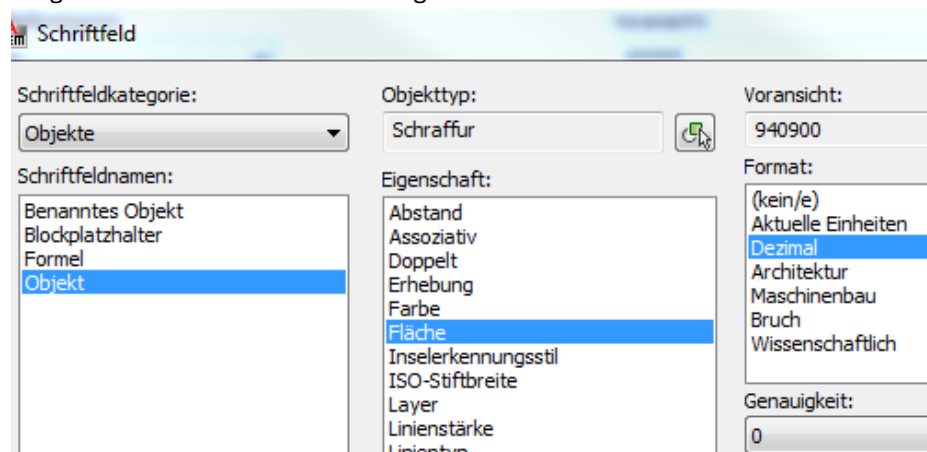 Schriftfeld
Schriftfeldkategorie:
Objekte
Schriftfeldnamen:
Benanntes Objekt
Blockplatzhalter
Formel
Objekt
Objekttyp:
Schraffur
Eigenschaft:
Abstand
Assoziativ
Doppelt
Erhebung
Farbe
Fläche
Inselerkennungsstil
ISO-Stiftbreite
Layer
Linienstärke
Linientyp
Voransicht:
940900
Format:
(kein/e)
Aktuelle Einheiten
Dezimal
Architektur
Maschinenbau
Bruch
Wissenschaftlich
Genauigkeit:
0